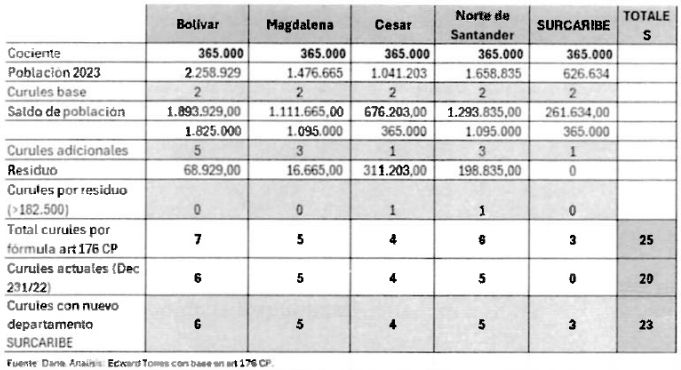 Bolívar Magdalena Cesar Norte de Santander SURCARIBE TOTALES
Cociente 365.000 365.000 365.000 365.000 365.000
Población 2023 2.258.929 1.476.665 1.041.203 1.658.835 626.634
Curules base 2 2 2 2 2
Saldo de población 1.893.929,00 1.111.665,00 676.203,00 1.293.835,00 261.634,00
1.825.000 1.095.000 365.000 1.095.000 365.000
Curules adicionales 5 3 1 3 1
Residuo 68.929,00 16.665,00 311.203,00 198.835,00 0
Curules por residuo
(>182.500) 0 0 1 1 0
Total curules por
fórmula art 176 CP 7 5 4 6 3 25
Curules actuales (Dec
231/22) 6 5 4 5 0 20
Curules con nuevo
departamento
SURCARIBE 6 5 4 5 3 23
Fuente: Dane. Analisis: Edward Torres con base en art 176 CP.